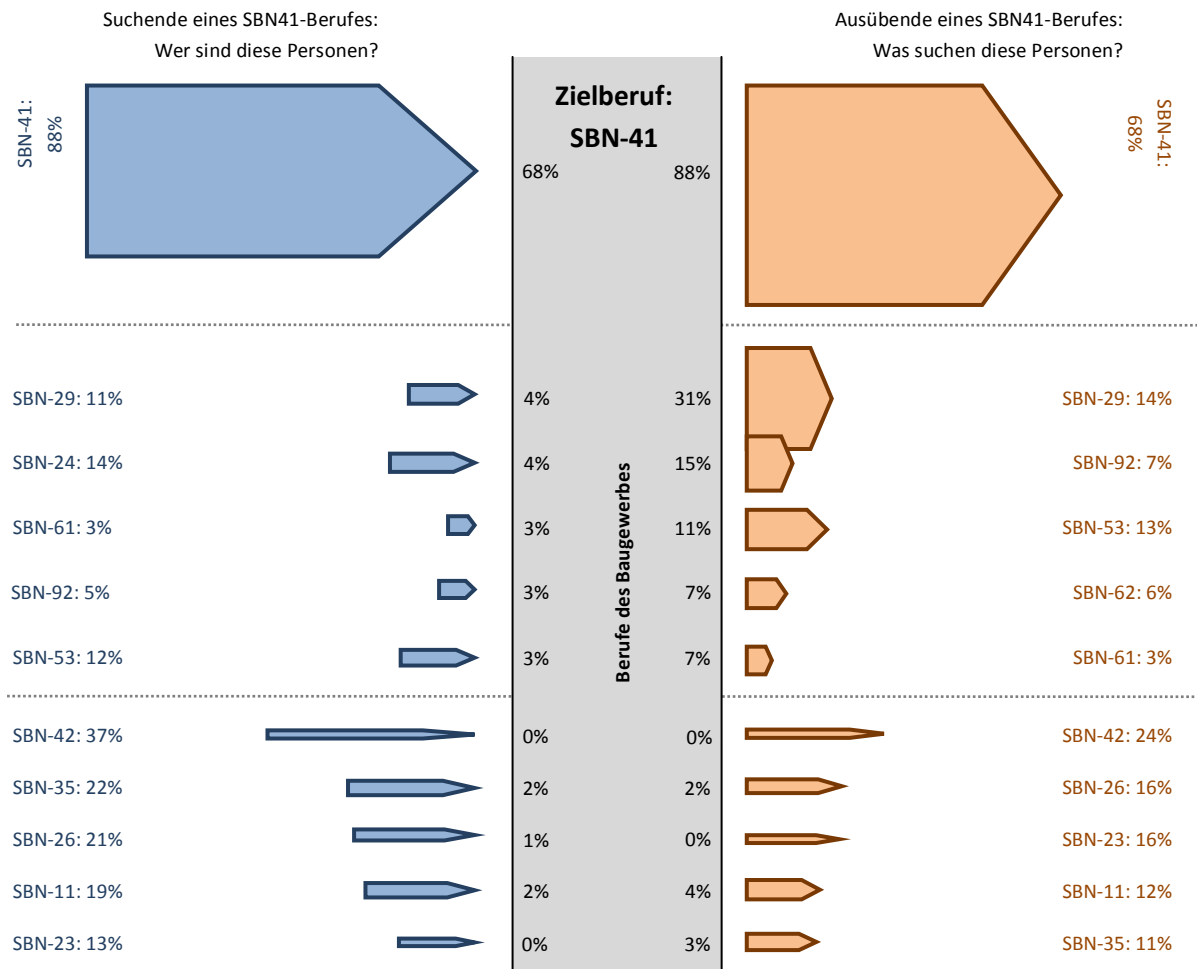 Suchende eines SBN41-Berufes:
Wer sind diese Personen?
Ausübende eines SBN41-Berufes:
Was suchen diese Personen?
SBN-41:
88%
Zielberuf:
SBN-41
68% 88%
SBN-41:
68%
SBN-29: 11% 4% 31% SBN-29: 14%
SBN-24: 14% 4% 15% SBN-92: 7%
SBN-61: 3% 3% 11% SBN-53: 13%
SBN-92: 5% 3% 7% SBN-62: 6%
SBN-53: 12% 3% 7% SBN-61: 3%
Berufe des Baugewerbes
SBN-42: 37% 0% 0% SBN-42: 24%
SBN-35: 22% 2% 2% SBN-26: 16%
SBN-26: 21% 1% 0% SBN-23: 16%
SBN-11: 19% 2% 4% SBN-11: 12%
SBN-23: 13% 0% 3% SBN-35: 11%